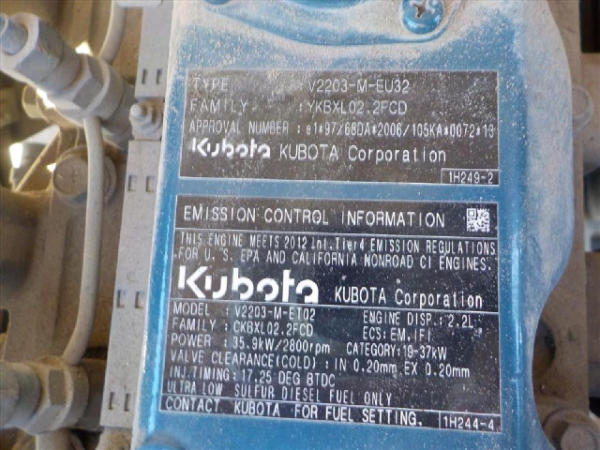 TYPE : V2203-M-EU32
FAMILY : YKBXL02.2FCD
APPROVAL NUMBER : e1*97/68DA*2006/105KA*0072*13
Kubota KUBOTA Corporation
1H249-2
EMISSION CONTROL INFORMATION
THIS ENGINE MEETS 2012 Int.Tier4 EMISSION REGULATIONS
FOR U. S. EPA AND CALIFORNIA NONROAD CI ENGINES.
Kubota KUBOTA Corporation
MODEL : V2203-M-ET02 ENGINE DISP.: 2.2L
FAMILY : CKBXL02.2FCD ECS: EM, IFI
POWER : 35.9kW/2800rpm CATEGORY: 19-37kW
VALVE CLEARANCE(COLD) : IN 0.20mm EX 0.20mm
INJ.TIMING: 17.25 DEG BTDC
ULTRA LOW SULFUR DIESEL FUEL ONLY
CONTACT KUBOTA FOR FUEL SETTING.
1H244-4